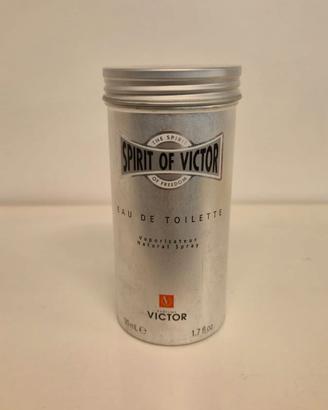 THE SPIRIT
SPIRIT OF VICTOR
OF FREEDOM
EAU DE TOILETTE
Vaporisateur
Natural Spray
V
VICTOR
50mL e 1.7 fl.oz